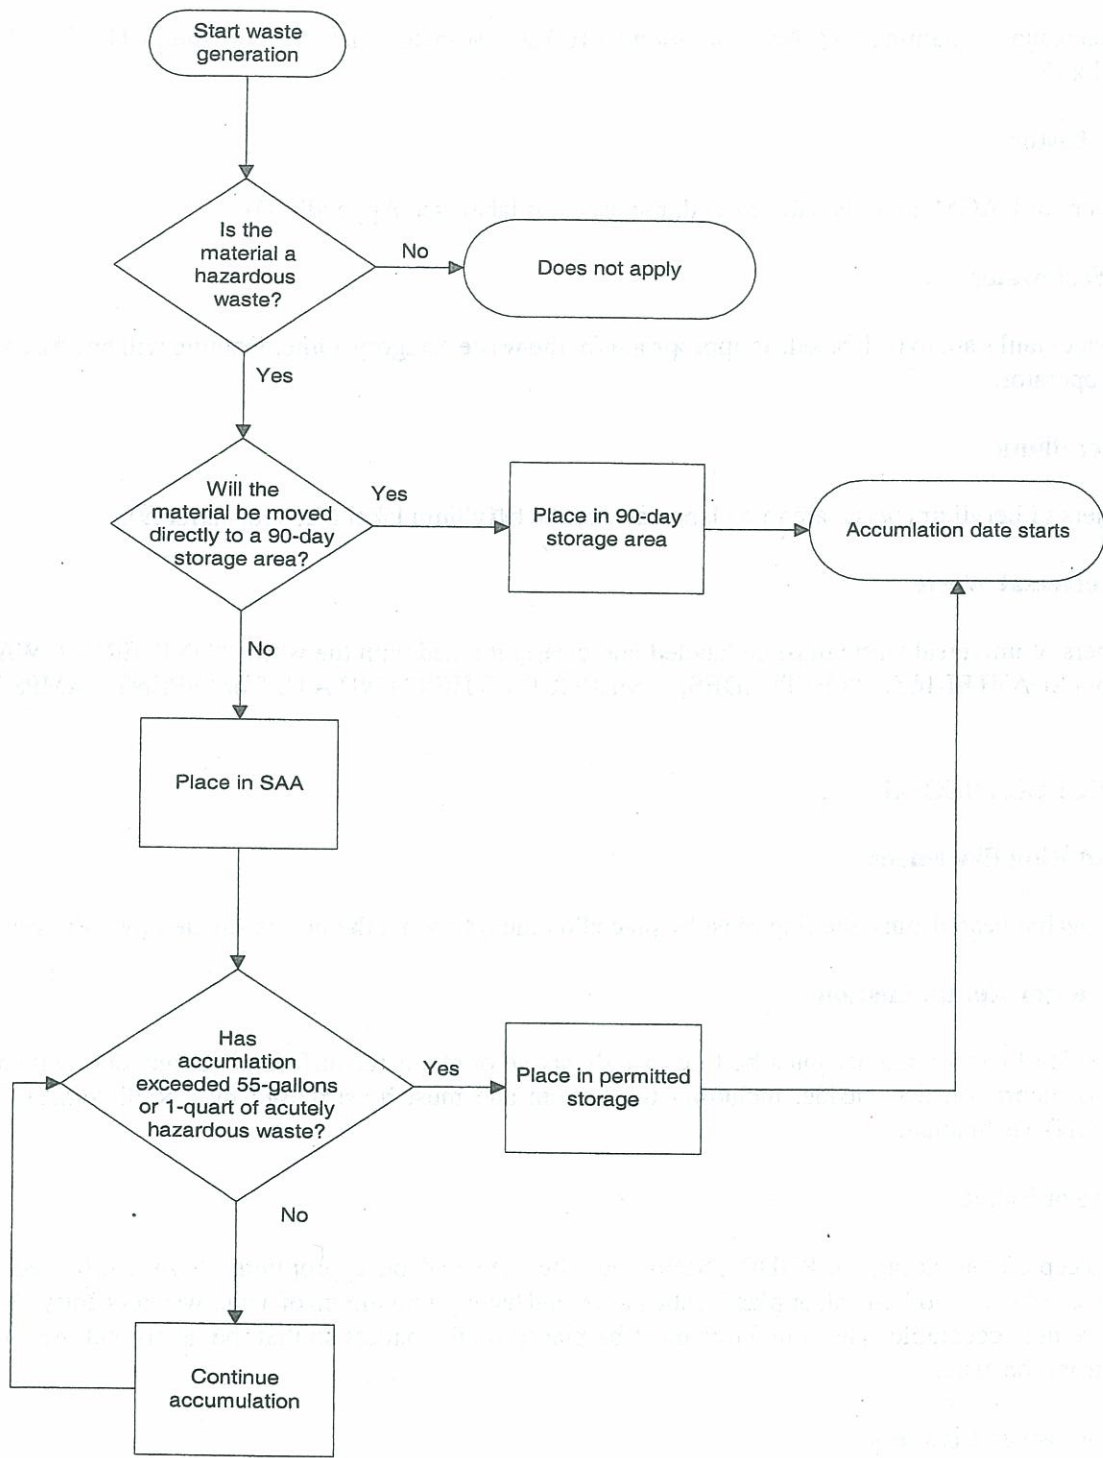 Start waste
generation
Is the
material a
hazardous
waste?
No
Does not apply
Yes
Will the
material be moved
directly to a 90-day
storage area?
Yes
Place in 90-day
storage area
Accumlation date starts
No
Place in SAA
Has
accumlation
exceeded 55-gallons
or 1-quart of acutely
hazardous waste?
Yes
Place in permitted
storage
No
Continue
accumulation